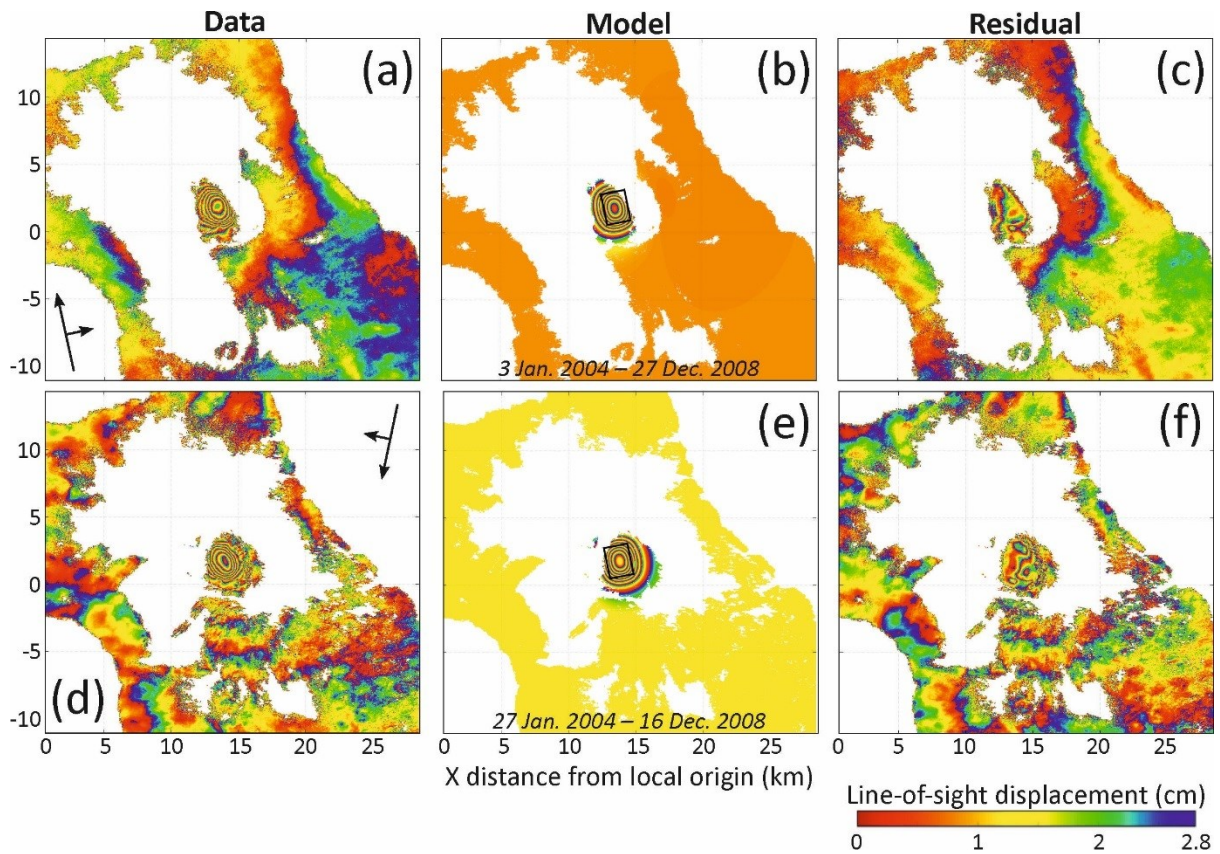 Data Model Residual
(a) (b) (c)
10
5
0
-5
-10
3 Jan. 2004 – 27 Dec. 2008
(d) (e) (f)
10
5
0
-5
-10
27 Jan. 2004 – 16 Dec. 2008
0 5 10 15 20 25 0 5 10 15 20 25 0 5 10 15 20 25
X distance from local origin (km)
Line-of-sight displacement (cm)
0 1 2 2.8